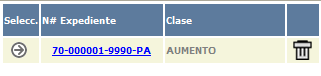 Selecc. N# Expediente Clase
70-000001-9990-PA AUMENTO